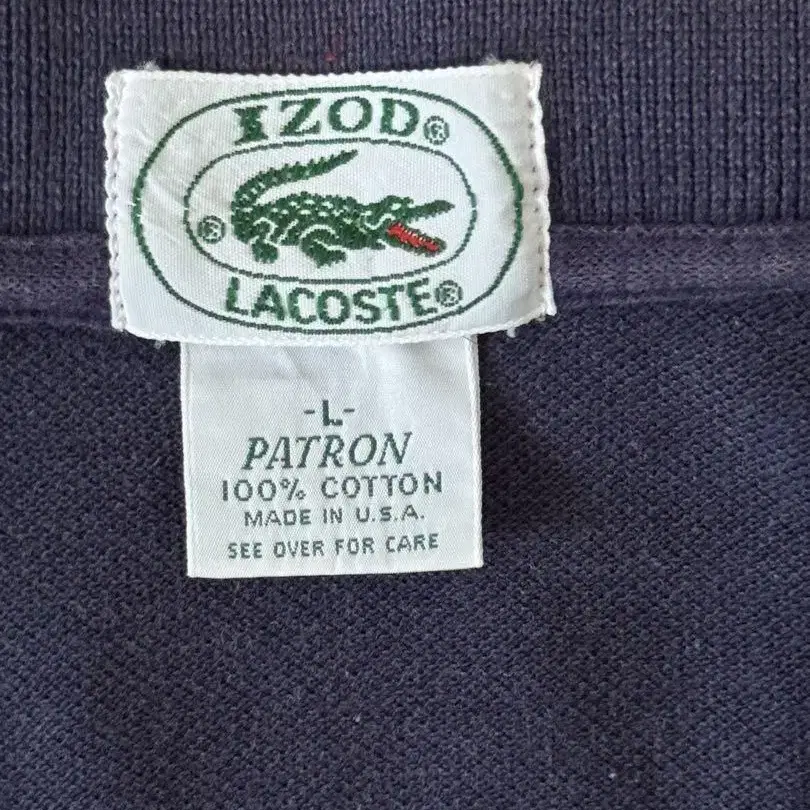 IZOD®
®
LACOSTE®
-L-
PATRON
100% COTTON
MADE IN U.S.A.
SEE OVER FOR CARE